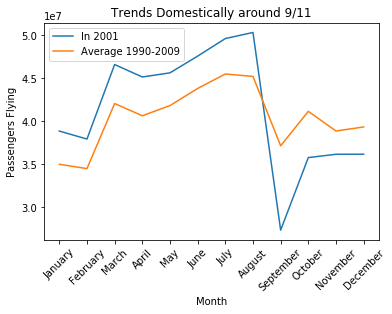 Trends Domestically around 9/11
1e7
In 2001
Average 1990-2009
5.0
4.5
4.0
3.5
3.0
Passengers Flying
January
February
March
April
May
June
July
August
September
October
November
December
Month